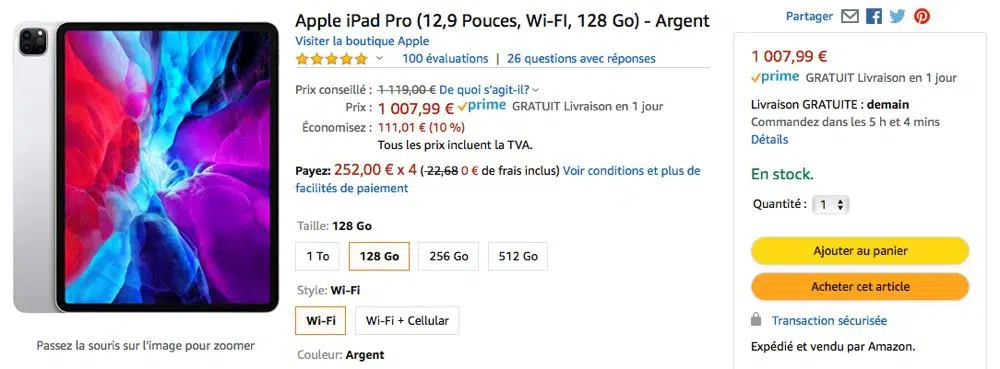 Apple iPad Pro (12,9 Pouces, Wi-FI, 128 Go) - Argent
Visiter la boutique Apple
100 évaluations | 26 questions avec réponses
Prix conseillé : 1 119,00 € De quoi s'agit-il?
Prix : 1 007,99 € prime GRATUIT Livraison en 1 jour
Économisez : 111,01 € (10 %)
Tous les prix incluent la TVA.
Payez: 252,00 € x 4 (22,68 0 € de frais inclus) Voir conditions et plus de
facilités de paiement
Taille: 128 Go
1 To 128 Go 256 Go 512 Go
Style: Wi-Fi
Wi-Fi Wi-Fi + Cellular
Couleur: Argent
Passez la souris sur l'image pour zoomer
Partager
1 007,99 €
prime GRATUIT Livraison en 1 jour
Livraison GRATUITE : demain
Commandez dans les 5 h et 4 mins
Détails
En stock.
Quantité : 1
Ajouter au panier
Acheter cet article
Transaction sécurisée
Expédié et vendu par Amazon.